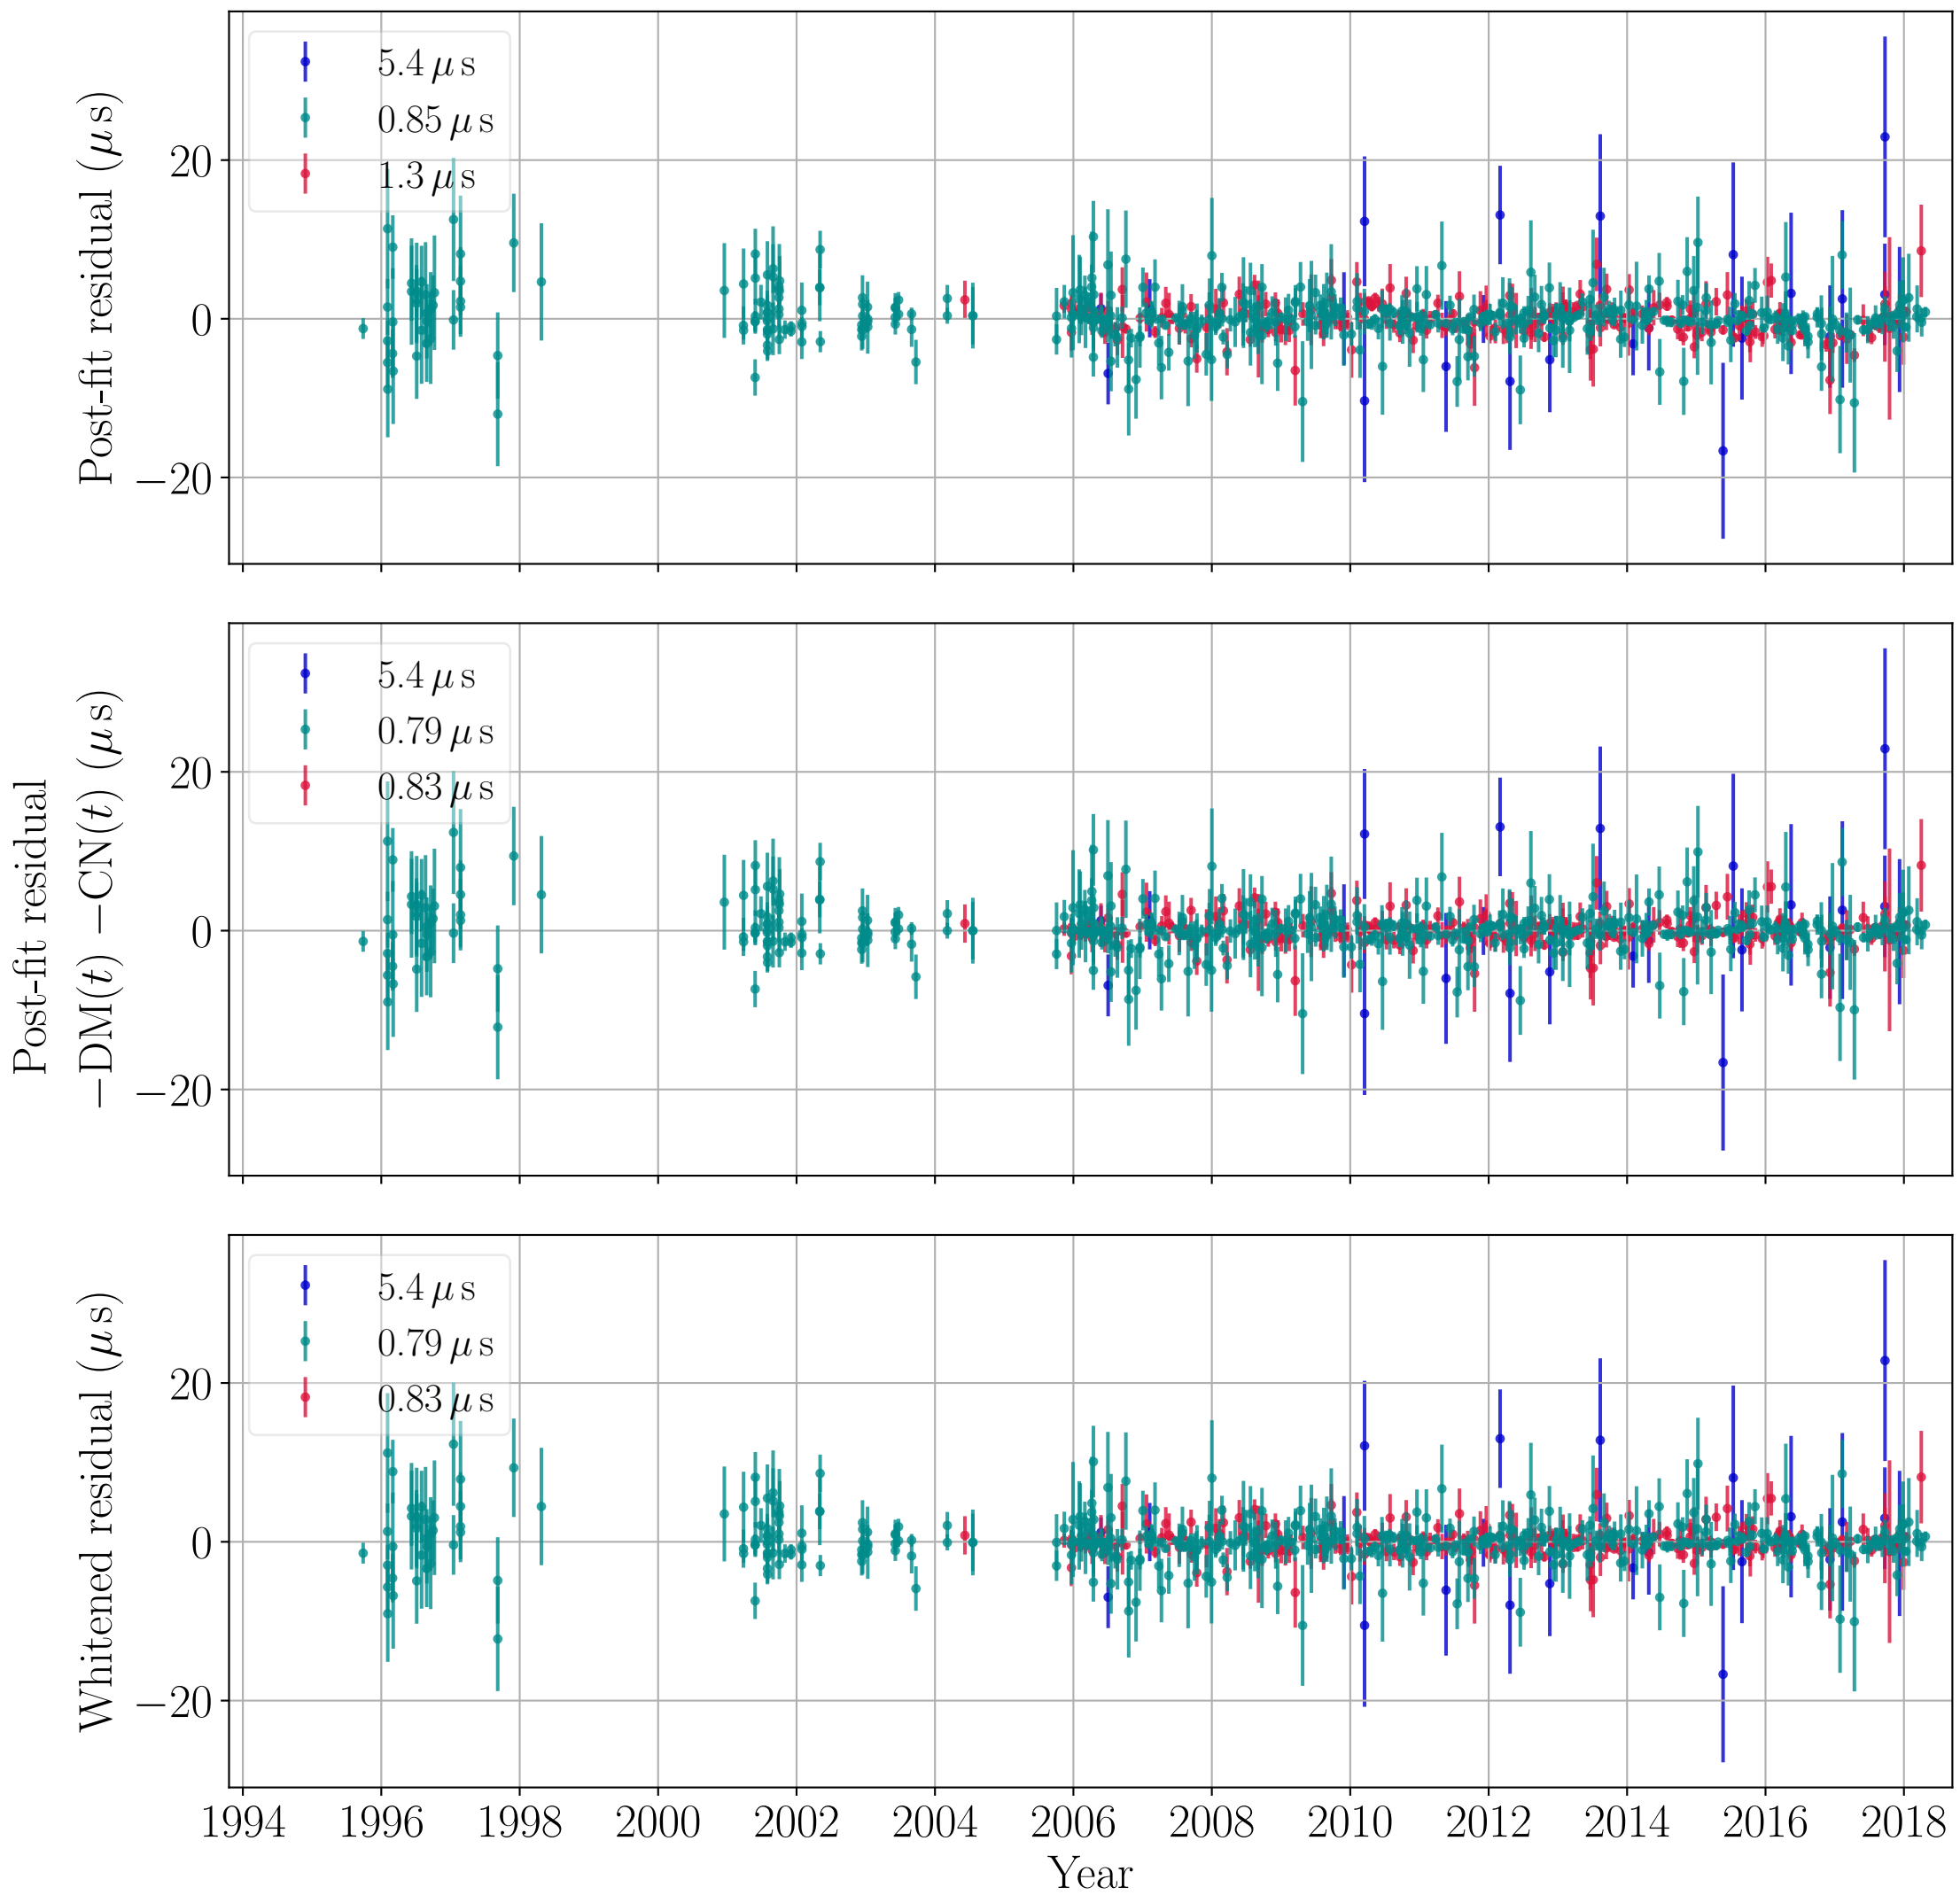 5.4 μs
0.85 μs
1.3 μs
20
0
−20
Post-fit residual (μs)
5.4 μs
0.79 μs
0.83 μs
20
0
−20
Post-fit residual
−DM(t) −CN(t) (μs)
5.4 μs
0.79 μs
0.83 μs
20
0
−20
Whitened residual (μs)
1994 1996 1998 2000 2002 2004 2006 2008 2010 2012 2014 2016 2018
Year